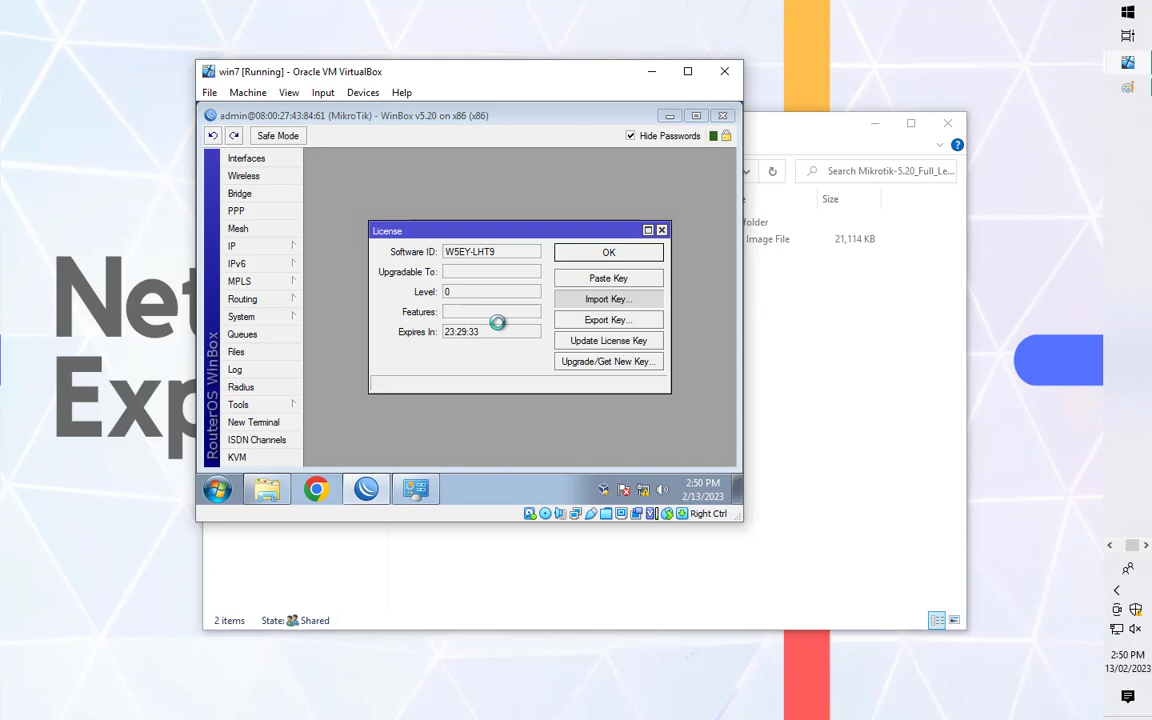 win7 [Running] - Oracle VM VirtualBox
File Machine View Input Devices Help
admin@08:00:27:43:84:61 (MikroTik) - WinBox v5.20 on x86 (x86)
Safe Mode
Hide Passwords
Search Mikrotik-5.20_Full_Le...
Size
folder
Image File 21,114 KB
Interfaces
Wireless
Bridge
PPP
Mesh
IP
IPv6
MPLS
Routing
System
Queues
Files
Log
Radius
Tools
New Terminal
ISDN Channels
KVM
RouterOS WinBox
License
Software ID: W5EY-LHT9
Upgradable To:
Level: 0
Features:
Expires In: 23:29:33
OK
Paste Key
Import Key...
Export Key...
Update License Key
Upgrade/Get New Key...
Net
Exp
2:50 PM
2/13/2023
Right Ctrl
2 items State: Shared
2:50 PM
13/02/2023